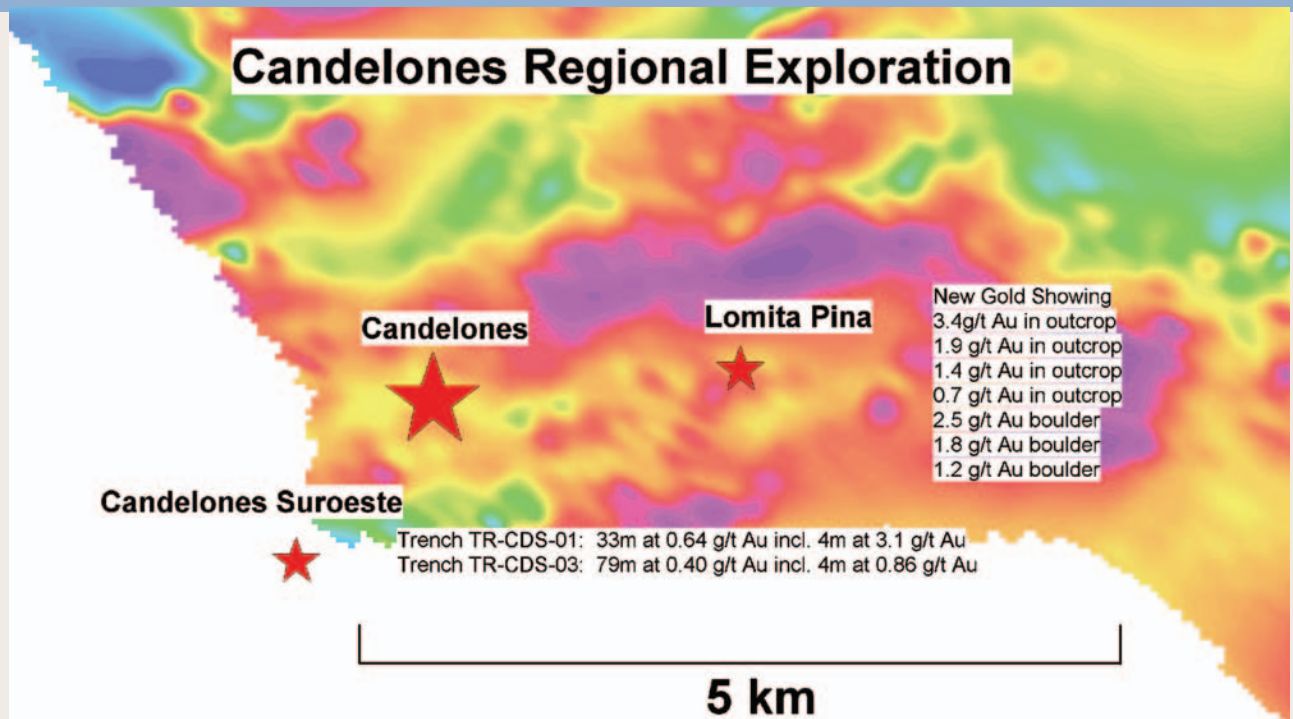 Candelones Regional Exploration
Candelones
Lomita Pina
New Gold Showing
3.4g/t Au in outcrop
1.9 g/t Au in outcrop
1.4 g/t Au in outcrop
0.7 g/t Au in outcrop
2.5 g/t Au boulder
1.8 g/t Au boulder
1.2 g/t Au boulder
Candelones Suroeste
Trench TR-CDS-01: 33m at 0.64 g/t Au incl. 4m at 3.1 g/t Au
Trench TR-CDS-03: 79m at 0.40 g/t Au incl. 4m at 0.86 g/t Au
5 km